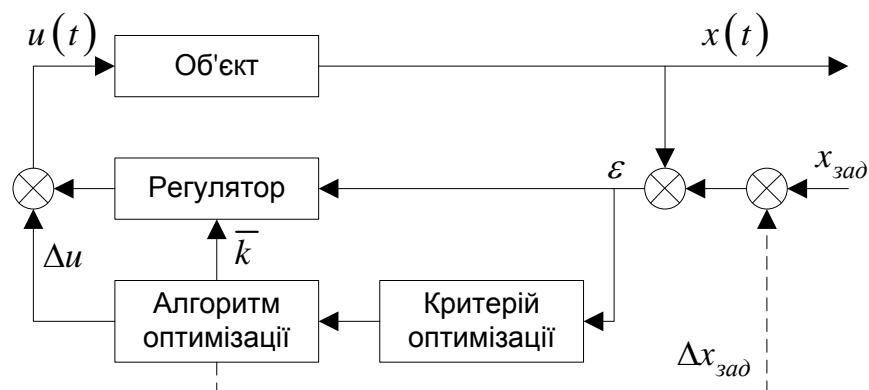 u(t)
Об'єкт
x(t)
Регулятор
ε
x_зад
Δu
k̅
Алгоритм
оптимізації
Критерій
оптимізації
Δx_зад